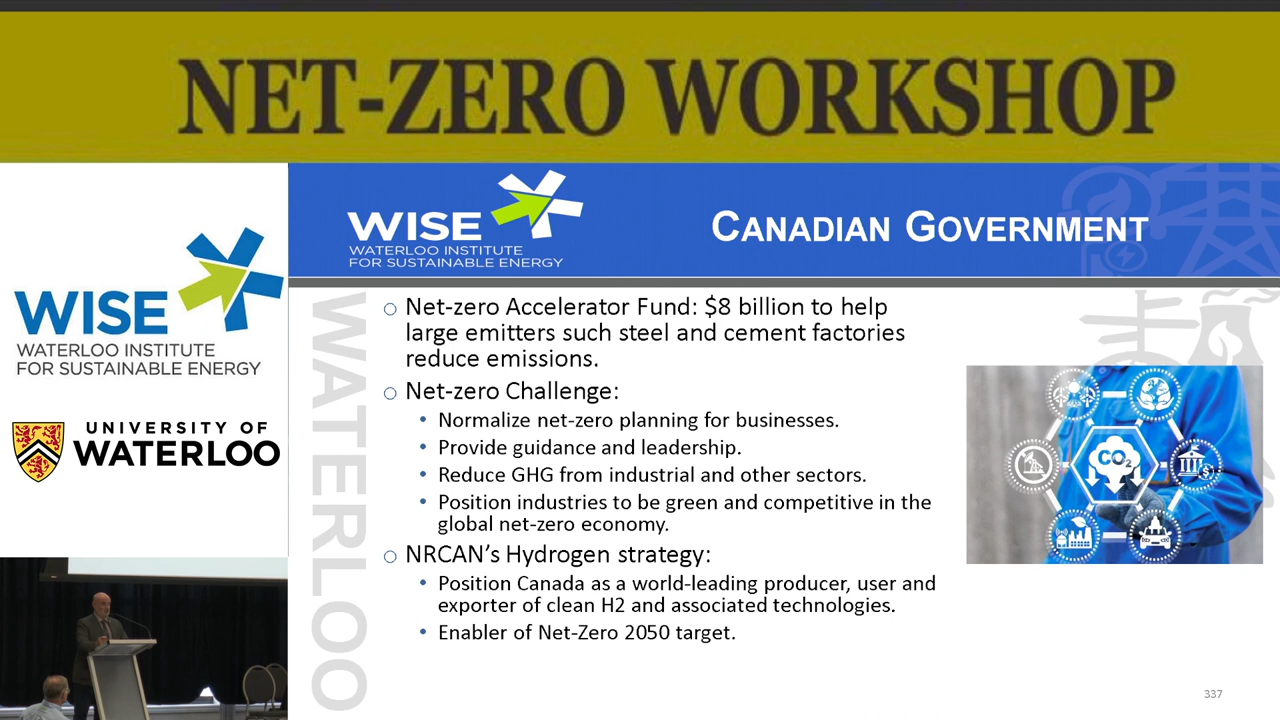 NET-ZERO WORKSHOP
WISE
WATERLOO INSTITUTE
FOR SUSTAINABLE ENERGY
UNIVERSITY OF
WATERLOO
WISE
WATERLOO INSTITUTE
FOR SUSTAINABLE ENERGY
CANADIAN GOVERNMENT
WATERLOO
Net-zero Accelerator Fund: $8 billion to help
large emitters such steel and cement factories
reduce emissions.
Net-zero Challenge:
• Normalize net-zero planning for businesses.
• Provide guidance and leadership.
• Reduce GHG from industrial and other sectors.
• Position industries to be green and competitive in the
global net-zero economy.
NRCAN’s Hydrogen strategy:
• Position Canada as a world-leading producer, user and
exporter of clean H2 and associated technologies.
• Enabler of Net-Zero 2050 target.
CO2
$
337